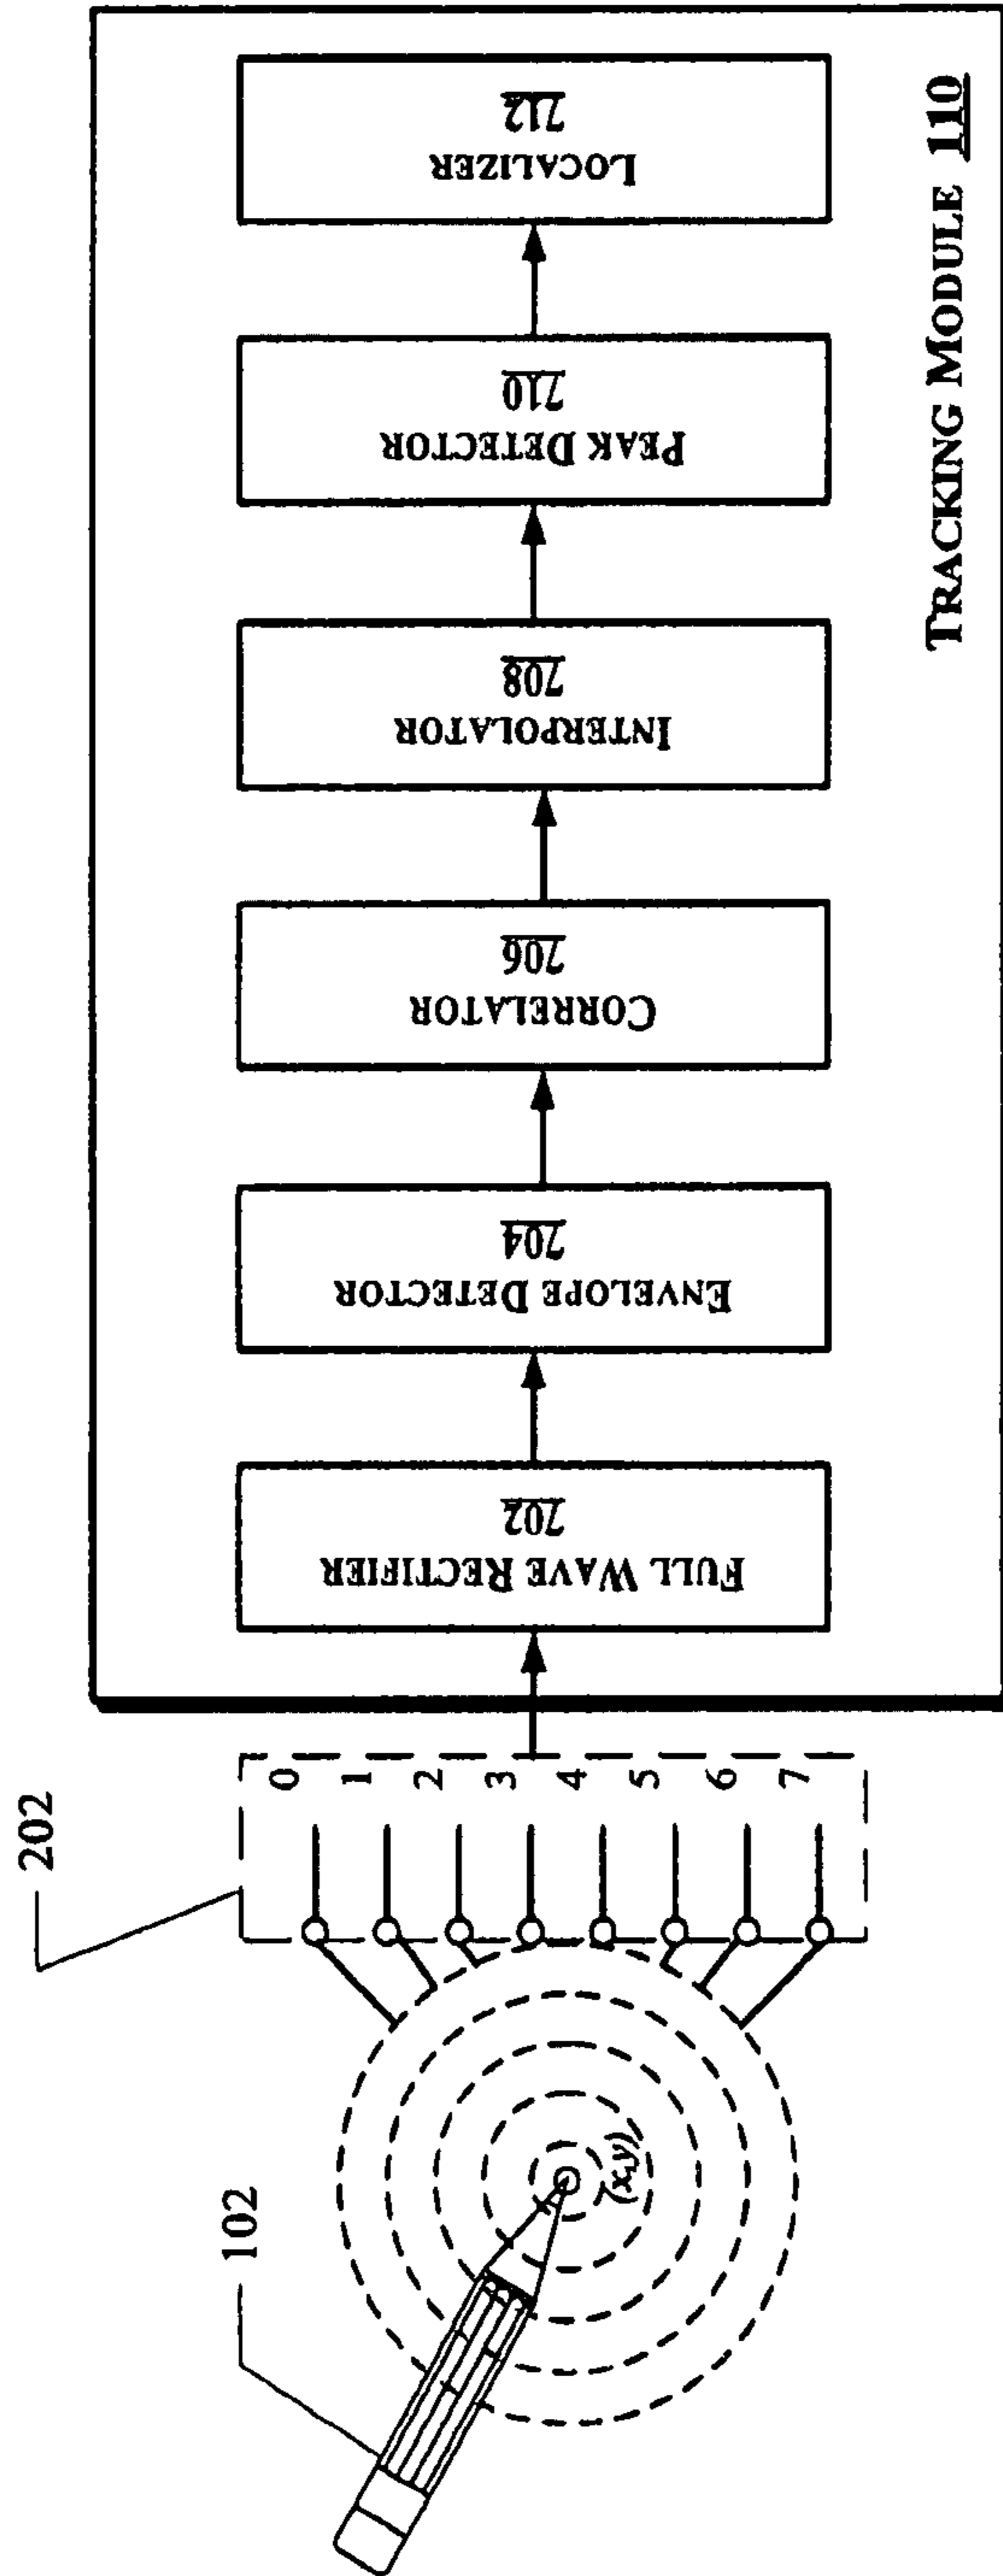 102
202
(x,y)
0
1
2
3
4
5
6
7
FULL WAVE RECTIFIER
702
ENVELOPE DETECTOR
704
CORRELATOR
706
INTERPOLATOR
708
PEAK DETECTOR
710
LOCALIZER
712
TRACKING MODULE 110